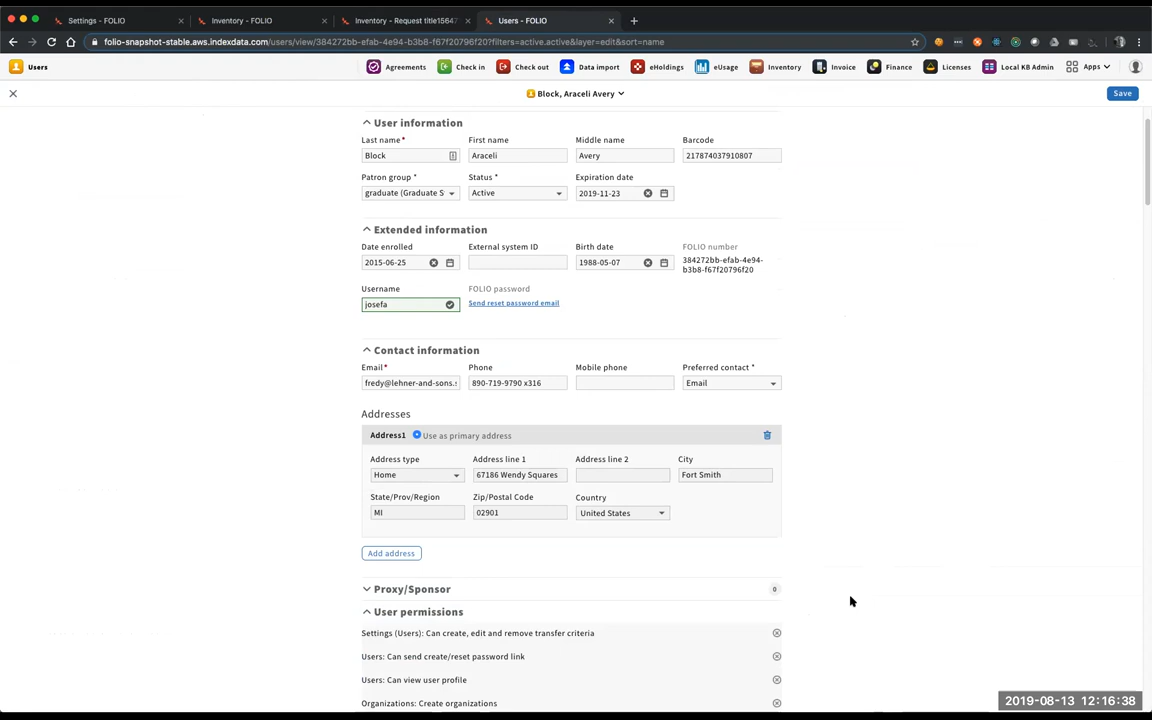 Settings - FOLIO
Inventory - FOLIO
Inventory - Request title1564
Users - FOLIO
folio-snapshot-stable.aws.indexdata.com/users/view/384272bb-efab-4e94-b3b8-f67f20796f20?filters=active.active&layer=edit&sort=name
Users
Agreements
Check in
Check out
Data import
eHoldings
eUsage
Inventory
Invoice
Finance
Licenses
Local KB Admin
Apps
Block, Araceli Avery
Save
User information
Last name* First name Middle name Barcode
Block Araceli Avery 217874037910807
Patron group * Status * Expiration date
graduate (Graduate S Active 2019-11-23
Extended information
Date enrolled External system ID Birth date FOLIO number
2015-06-25 1988-05-07 384272bb-efab-4e94-
b3b8-f67f20796f20
Username FOLIO password
josefa Send reset password email
Contact information
Email* Phone Mobile phone Preferred contact *
fredy@lehner-and-sons.s 890-719-9790 x316 Email
Addresses
Address1 Use as primary address
Address type Address line 1 Address line 2 City
Home 67186 Wendy Squares Fort Smith
State/Prov/Region Zip/Postal Code Country
MI 02901 United States
Add address
Proxy/Sponsor 0
User permissions
Settings (Users): Can create, edit and remove transfer criteria
Users: Can send create/reset password link
Users: Can view user profile
Organizations: Create organizations
2019-08-13 12:16:38